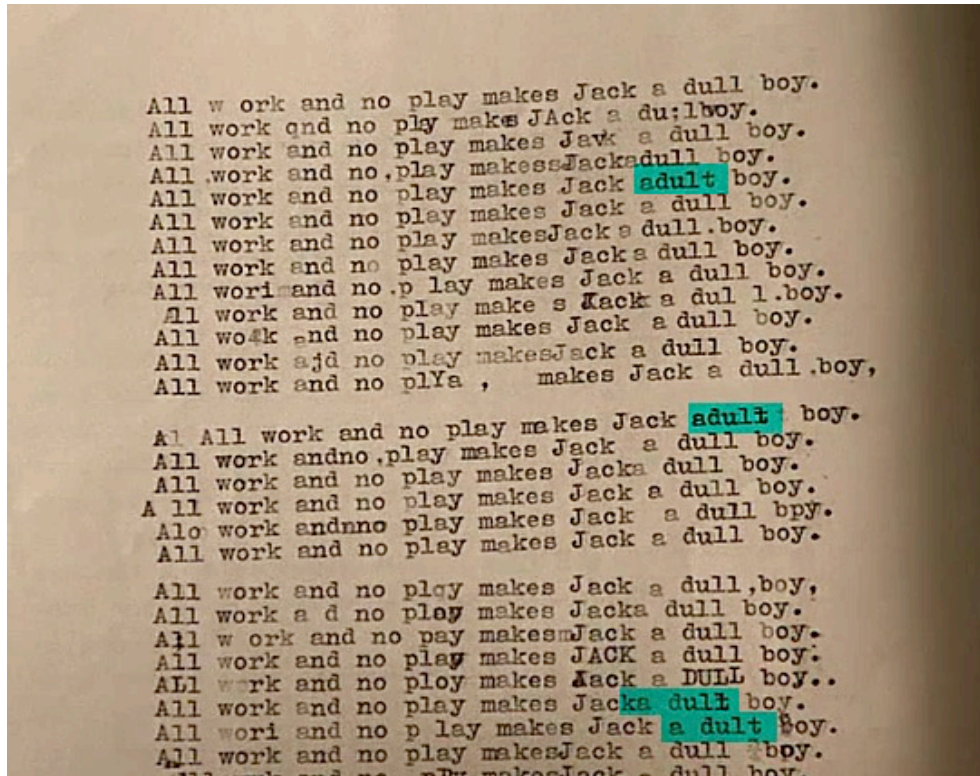 All w ork and no play makes Jack a dull boy.
All work qnd no ply makes JAck a du;lboy.
All work and no play makes Javk a dull boy.
All .work and no,play makessJackadull boy.
All work and no play makes Jack adult boy.
All work and no play makes Jack a dull boy.
All work and no play makesJack a dull.boy.
All work and no play makes Jacka dull boy.
All wori and no.p lay makes Jack a dull boy.
All work and no play make s Jack a dul l.boy.
All wo4k and no play makes Jack a dull boy.
All work ajd no play makesJack a dull boy.
All work and no plYa , makes Jack a dull.boy,
Al All work and no play makes Jack adult boy.
All work andno,play makes Jack a dull boy.
All work and no play makes Jacka dull boy.
A ll work and no play makes Jack a dull boy.
Alo work andnno play makes Jack a dull bpy.
All work and no play makes Jack a dull boy.
All work and no plqy makes Jack a dull,boy,
All work a d no ploy makes Jacka dull boy.
All w ork and no pay makesmJack a dull boy.
All work and no play makes JACK a dull boy.
ALl work and no ploy makes Jack a DULL boy..
All work and no play makes Jacka dult boy.
All wori and no p lay makes Jack a dult boy.
All work and no play makesJack a dull boy.
makesJack a dull boy.